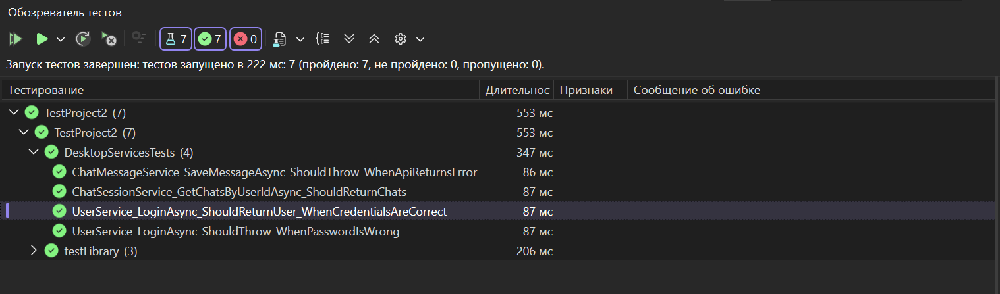 Обозреватель тестов
7 7 0
Запуск тестов завершен: тестов запущено в 222 мс: 7 (пройдено: 7, не пройдено: 0, пропущено: 0).
Тестирование Длительнос Признаки Сообщение об ошибке
TestProject2 (7) 553 мс
TestProject2 (7) 553 мс
DesktopServicesTests (4) 347 мс
ChatMessageService_SaveMessageAsync_ShouldThrow_WhenApiReturnsError 86 мс
ChatSessionService_GetChatsByUserIdAsync_ShouldReturnChats 87 мс
UserService_LoginAsync_ShouldReturnUser_WhenCredentialsAreCorrect 87 мс
UserService_LoginAsync_ShouldThrow_WhenPasswordIsWrong 87 мс
testLibrary (3) 206 мс